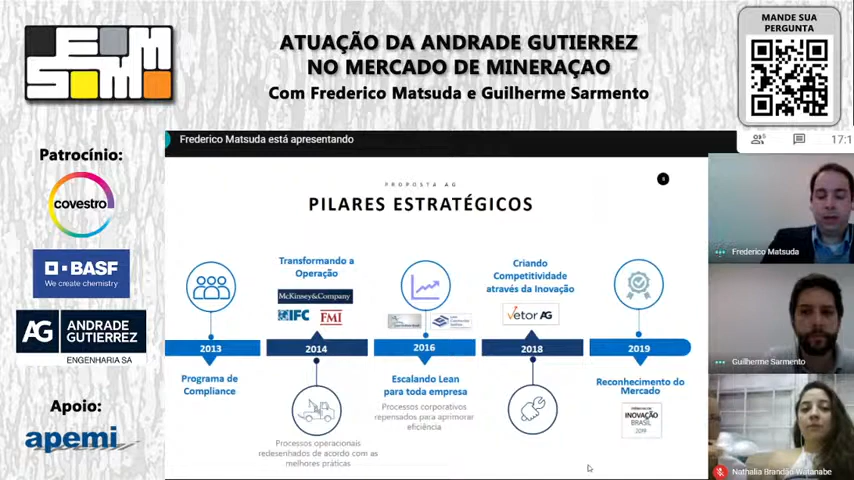 SEMMM
ATUAÇÃO DA ANDRADE GUTIERREZ
NO MERCADO DE MINERAÇAO
Com Frederico Matsuda e Guilherme Sarmento
MANDE SUA
PERGUNTA
17:1
Patrocínio:
covestro
BASF
We create chemistry
AG ANDRADE
GUTIERREZ
ENGENHARIA SA
Apoio:
apemi
Frederico Matsuda está apresentando
PROPOSTA AG
PILARES ESTRATÉGICOS
Transformando a
Operação
McKinsey&Company
IFC
FMI
Criando
Competitividade
através da Inovação
Vetor AG
2013
2014
2016
2018
2019
Programa de
Compliance
Processos operacionais
redesenhados de acordo com as
melhores práticas
Escalando Lean
para toda empresa
Processos corporativos
repensados para aprimorar
eficiência
Reconhecimento do
Mercado
INOVAÇÃO
BRASIL
2019
Frederico Matsuda
Guilherme Sarmento
Nathalia Brandão Watanabe